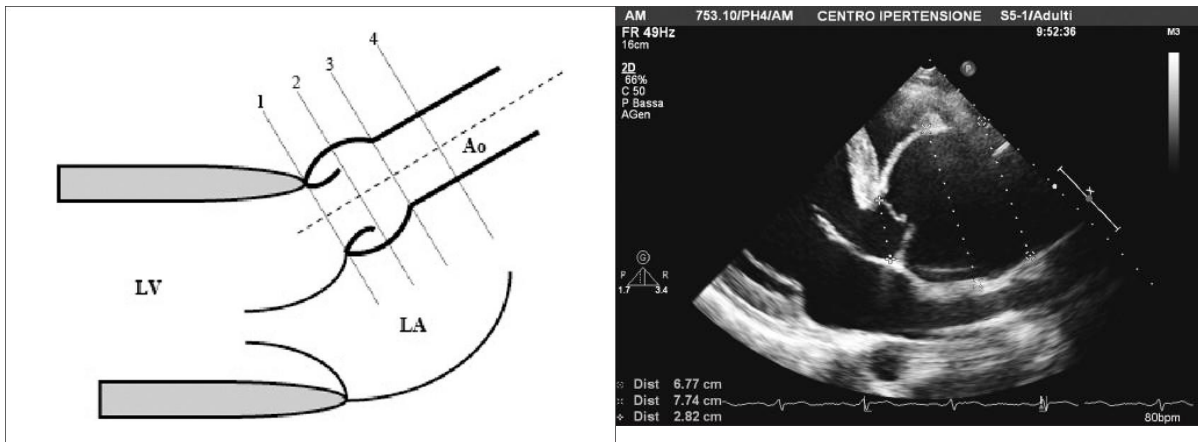 1
2
3
4
Ao
LV
LA
AM 753.10/PH4/AM CENTRO IPERTENSIONE S5-1/Adulti
FR 49Hz 9:52:36 M3
16cm
2D
66%
C 50
P Bassa
AGen
P
G
P R
1.7 3.4
Dist 6.77 cm
Dist 7.74 cm
Dist 2.82 cm
80bpm